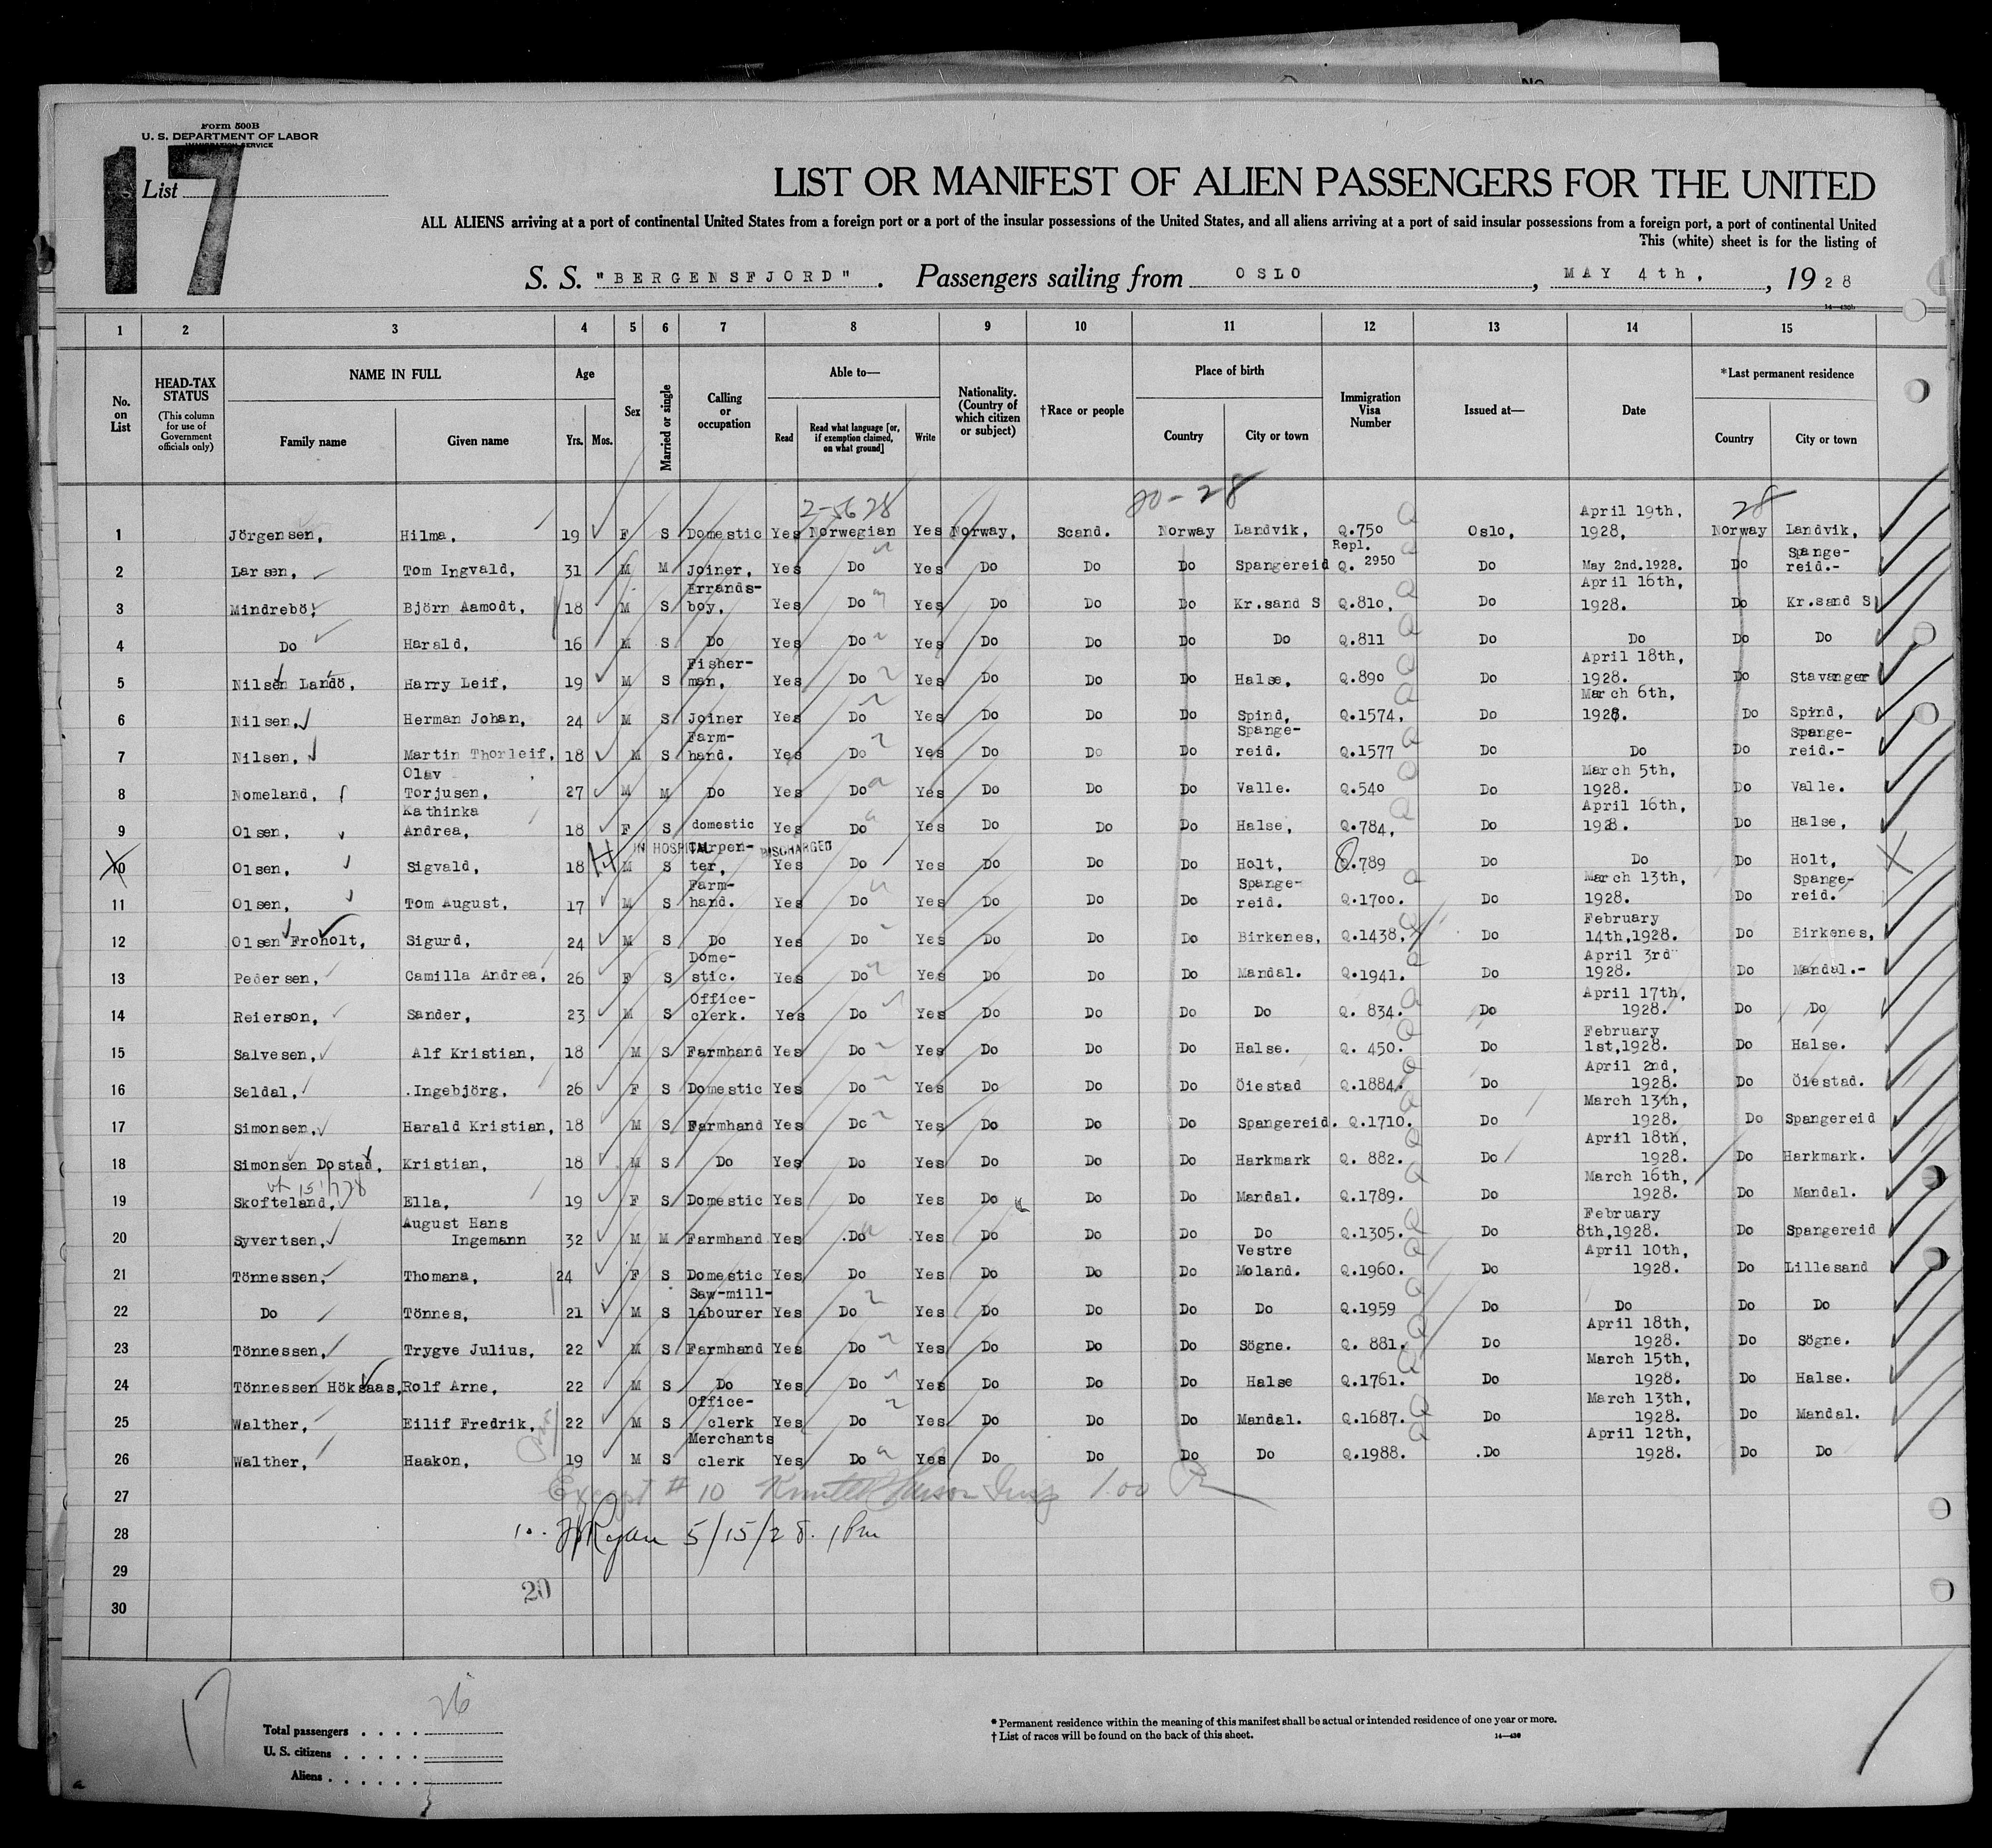 No
Form 500B
U. S. DEPARTMENT OF LABOR
IMMIGRATION SERVICE
17
List
LIST OR MANIFEST OF ALIEN PASSENGERS FOR THE UNITED
ALL ALIENS arriving at a port of continental United States from a foreign port or a port of the insular possessions of the United States, and all aliens arriving at a port of said insular possessions from a foreign port, a port of continental United
This (white) sheet is for the listing of
S. S. "BERGENSFJORD". Passengers sailing from OSLO, MAY 4th, , 1928
1 2 3 4 5 6 7 8 9 10 11 12 13 14 15
No. on List
HEAD-TAX STATUS (This column for use of Government officials only)
NAME IN FULL Family name Given name
Age Yrs. Mos.
Sex
Married or single
Calling or occupation
Able to— Read Read what language [or, if exemption claimed, on what ground] Write
Nationality. (Country of which citizen or subject)
†Race or people
Place of birth Country City or town
Immigration Visa Number
Issued at—
Date
*Last permanent residence Country City or town
2-5628 20-28 28
1 Jörgensen, Hilma, 19 F S Domestic Yes Norwegian Yes Norway, Scand. Norway Landvik, Q.750 Oslo, April 19th, 1928, Norway Landvik,
2 Larsen, Tom Ingvald, 31 M M Joiner, Yes Do Yes Do Do Do Spangereid Repl. Q. 2950 Do May 2nd.1928. Do Spange-reid.-
3 Mindrebö, Björn Aamodt, 18 M S Errands-boy, Yes Do Yes Do Do Do Kr.sand S Q.810, Do April 16th, 1928. Do Kr.sand S
4 Do Harald, 16 M S Do Yes Do Yes Do Do Do Do Q.811 Do Do Do Do
5 Nilsen Landö, Harry Leif, 19 M S Fisher-man, Yes Do Yes Do Do Do Halse, Q.890 Do April 18th, 1928. Do Stavanger
6 Nilsen, Herman Johan, 24 M S Joiner Yes Do Yes Do Do Do Spind, Q.1574, Do March 6th, 1928. Do Spind,
7 Nilsen, Martin Thorleif, 18 M S Farm-hand. Yes Do Yes Do Do Do Spange-reid. Q.1577 Do Do Do Spange-reid.-
8 Nomeland, Olav Torjusen, 27 M M Do Yes Do Yes Do Do Do Valle. Q.540 Do March 5th, 1928. Do Valle.
9 Olsen, Kathinka Andrea, 18 F S domestic Yes Do Yes Do Do Do Halse, Q.784, Do April 16th, 1928. Do Halse,
IN HOSPITAL DISCHARGED
10 Olsen, Sigvald, 18 M S Carpen-ter, Yes Do Yes Do Do Do Holt, Q.789 Do Do Do Holt,
11 Olsen, Tom August, 17 M S Farm-hand. Yes Do Yes Do Do Do Spange-reid. Q.1700. Do March 13th, 1928. Do Spange-reid.
12 Olsen Froholt, Sigurd, 24 M S Do Yes Do Yes Do Do Do Birkenes, Q.1438, Do February 14th,1928. Do Birkenes,
13 Pedersen, Camilla Andrea, 26 F S Dome-stic. Yes Do Yes Do Do Do Mandal. Q.1941. Do April 3rd 1928. Do Mandal.-
14 Reierson, Sander, 23 M S Office-clerk. Yes Do Yes Do Do Do Do Q. 834. Do April 17th, 1928. Do Do
15 Salvesen, Alf Kristian, 18 M S Farmhand Yes Do Yes Do Do Do Halse. Q. 450. Do February 1st,1928. Do Halse.
16 Seldal, .Ingebjörg, 26 F S Domestic Yes Do Yes Do Do Do Öiestad Q.1884. Do April 2nd, 1928. Do Öiestad.
17 Simonsen, Harald Kristian, 18 M S Farmhand Yes Do Yes Do Do Do Spangereid. Q.1710. Do March 13th, 1928. Do Spangereid
18 Simonsen Dostad, Kristian, 18 M S Do Yes Do Yes Do Do Do Harkmark Q. 882. Do April 18th, 1928. Do Harkmark.
19 Skofteland, Ella, 19 F S Domestic Yes Do Yes Do Do Do Mandal. Q.1789. Do March 16th, 1928. Do Mandal.
20 Syvertsen, August Hans Ingemann 32 M M Farmhand Yes .Do .Yes Do Do Do Do Q.1305. Do February 8th,1928. Do Spangereid
21 Tönnessen, Thomana, 24 F S Domestic Yes Do Yes Do Do Do Vestre Moland. Q.1960. Do April 10th, 1928. Do Lillesand
22 Do Tönnes, 21 M S Saw-mill-labourer Yes Do Yes Do Do Do Do Q.1959 Do Do Do Do
23 Tönnessen, Trygve Julius, 22 M S Farmhand Yes Do Yes Do Do Do Sögne. Q. 881. Do April 18th, 1928. Do Sögne.
24 Tönnessen Höksaas, Rolf Arne, 22 M S Do Yes Do Yes Do Do Do Halse Q.1761. Do March 15th, 1928. Do Halse.
25 Walther, Eilif Fredrik, 22 M S Office-clerk Yes Do Yes Do Do Do Mandal. Q.1687. Do March 13th, 1928. Do Mandal.
26 Walther, Haakon, 19 M S Merchants clerk Yes Do Yes Do Do Do Do Q.1988. .Do April 12th, 1928. Do Do
27 Except # 10 Insp 1.00
28 10. Ryan 5/15/28. 1 Pm
29
30
20
17
26
Total passengers . . . .
U. S. citizens . . . . .
Aliens . . . . . .
* Permanent residence within the meaning of this manifest shall be actual or intended residence of one year or more.
† List of races will be found on the back of this sheet.
14—430